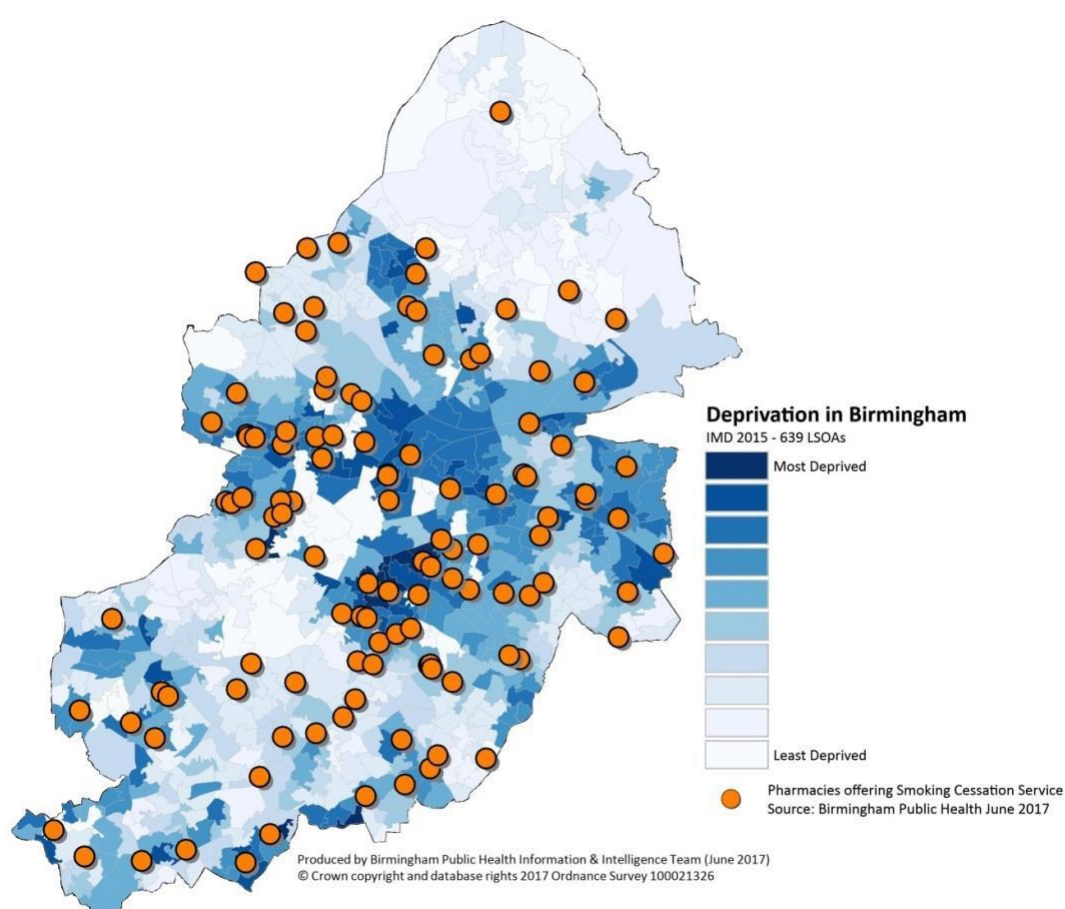 Deprivation in Birmingham
IMD 2015 - 639 LSOAs
Most Deprived
Least Deprived
Pharmacies offering Smoking Cessation Service
Source: Birmingham Public Health June 2017
Produced by Birmingham Public Health Information & Intelligence Team (June 2017)
© Crown copyright and database rights 2017 Ordnance Survey 100021326